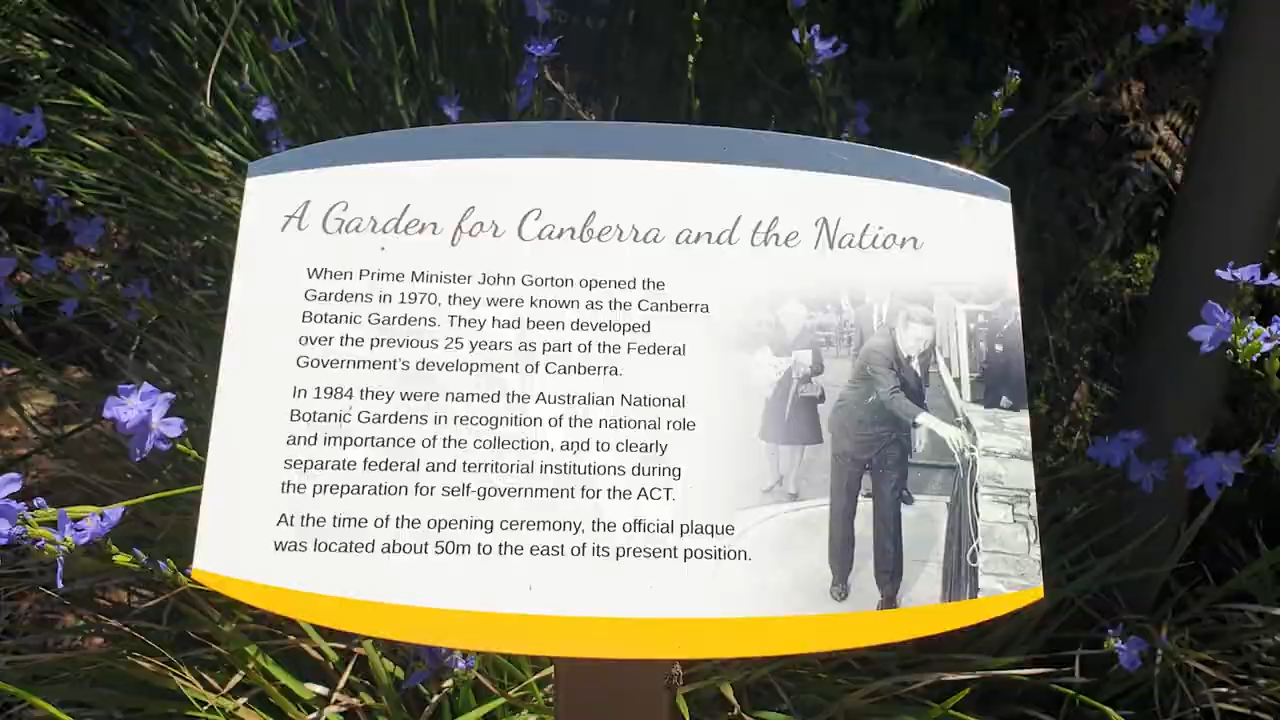 A Garden for Canberra and the Nation
When Prime Minister John Gorton opened the
Gardens in 1970, they were known as the Canberra
Botanic Gardens. They had been developed
over the previous 25 years as part of the Federal
Government's development of Canberra.
In 1984 they were named the Australian National
Botanic Gardens in recognition of the national role
and importance of the collection, and to clearly
separate federal and territorial institutions during
the preparation for self-government for the ACT.
At the time of the opening ceremony, the official plaque
was located about 50m to the east of its present position.